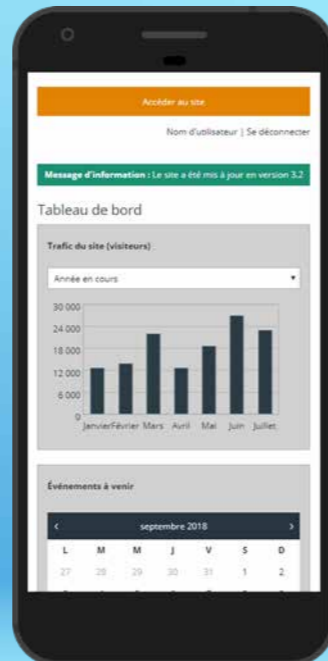 Accéder au site
Nom d'utilisateur | Se déconnecter
Message d'information : Le site a été mis à jour en version 3.2
Tableau de bord
Trafic du site (visiteurs)
Année en cours
30 000
24 000
18 000
12 000
6 000
0
Janvier Février Mars Avril Mai Juin Juillet
Événements à venir
septembre 2018
L M M J V S D
27 28 29 30 31 1 2